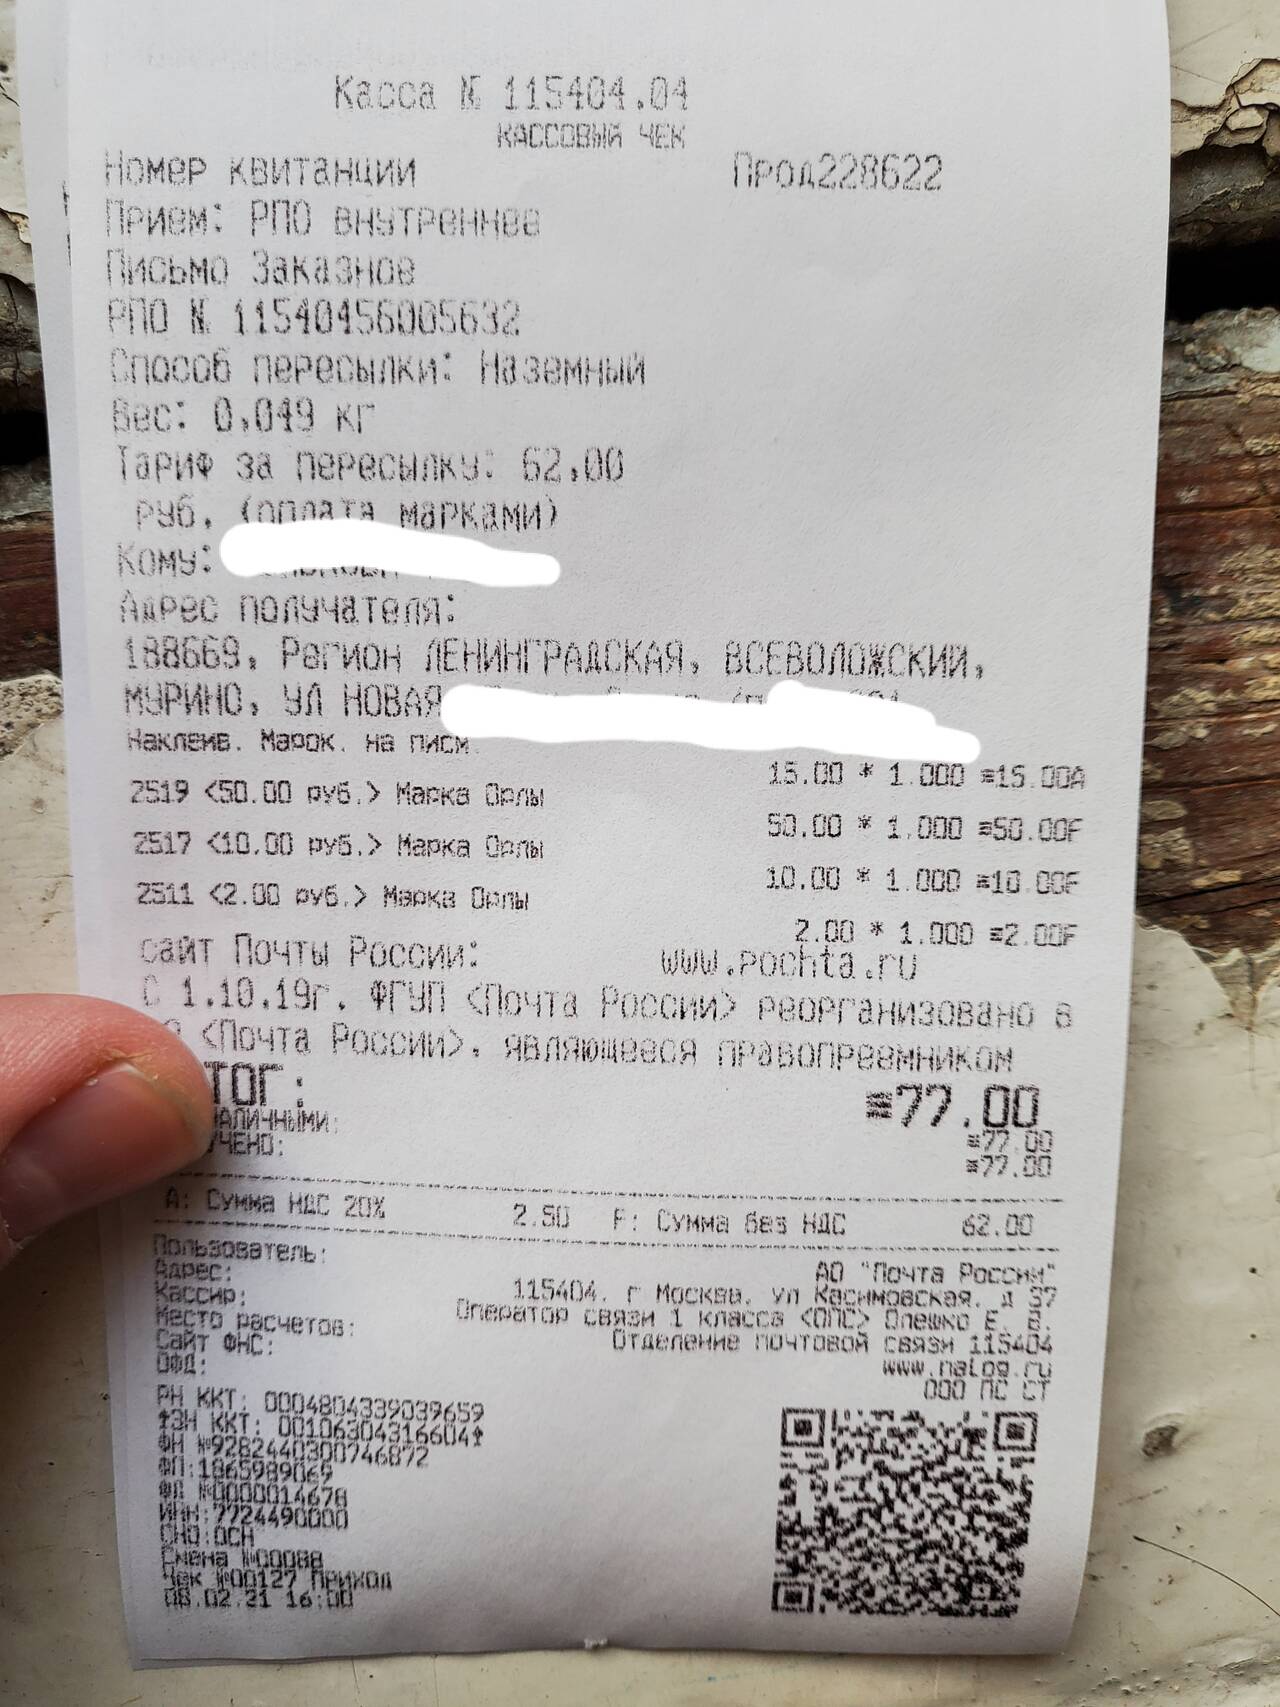 Касса № 115404.04
КАССОВЫЙ ЧЕК
Номер квитанции Прод228622
Прием: РПО внутреннее
Письмо Заказное
РПО № 11540456005632
Способ пересылки: Наземный
Вес: 0,049 кг
Тариф за пересылку: 62,00
руб. (оплата марками)
Кому:
Адрес получателя:
188669, Регион ЛЕНИНГРАДСКАЯ, ВСЕВОЛОЖСКИЙ,
МУРИНО, УЛ НОВАЯ
Наклеив. Марок. на писм.
15.00 * 1.000 ≡15.00А
2519 <50.00 руб.> Марка Орлы
50.00 * 1.000 ≡50.00F
2517 <10.00 руб.> Марка Орлы
10.00 * 1.000 ≡10.00F
2511 <2.00 руб.> Марка Орлы
2.00 * 1.000 ≡2.00F
сайт Почты России: www.pochta.ru
С 1.10.19г. ФГУП <Почта России> реорганизовано в
<Почта России>, являющееся правопреемником
ТОГ: ≡77.00
АЛИЧНЫМИ: ≡77.00
УЧЕНО: ≡77.00
А: Сумма НДС 20% 2.50 F: Сумма без НДС 62.00
Пользователь: АО "Почта России"
Адрес: 115404, г Москва, ул Касимовская, д 37
Кассир: Оператор связи 1 класса <ОПС> Олешко Е. В.
Место расчетов: Отделение почтовой связи 115404
Сайт ФНС: www.nalog.ru
ОФД: ООО ПС СТ
РН ККТ: 0004804339039659
ЗН ККТ: 00106304316604
ФН №9282440300746872
ФП:1865989069
ФД №0000014678
ИНН:7724490000
СНО:ОСН
Смена №00088
Чек №00127 Приход
08.02.21 16:00